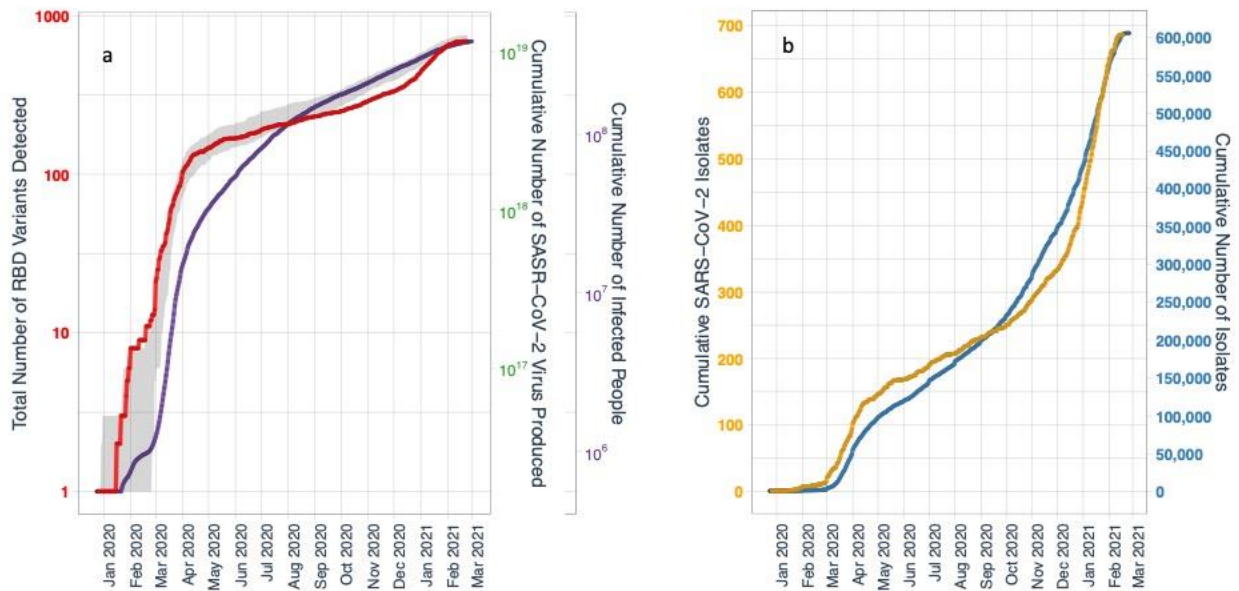 a
Total Number of RBD Variants Detected
1000
100
10
1
10^19
10^18
10^17
Cumulative Number of SASR-CoV-2 Virus Produced
10^8
10^7
10^6
Cumulative Number of Infected People
Jan 2020
Feb 2020
Mar 2020
Apr 2020
May 2020
Jun 2020
Jul 2020
Aug 2020
Sep 2020
Oct 2020
Nov 2020
Dec 2020
Jan 2021
Feb 2021
Mar 2021
b
Cumulative SARS-CoV-2 Isolates
700
600
500
400
300
200
100
0
600,000
550,000
500,000
450,000
400,000
350,000
300,000
250,000
200,000
150,000
100,000
50,000
0
Cumulative Number of Isolates
Jan 2020
Feb 2020
Mar 2020
Apr 2020
May 2020
Jun 2020
Jul 2020
Aug 2020
Sep 2020
Oct 2020
Nov 2020
Dec 2020
Jan 2021
Feb 2021
Mar 2021